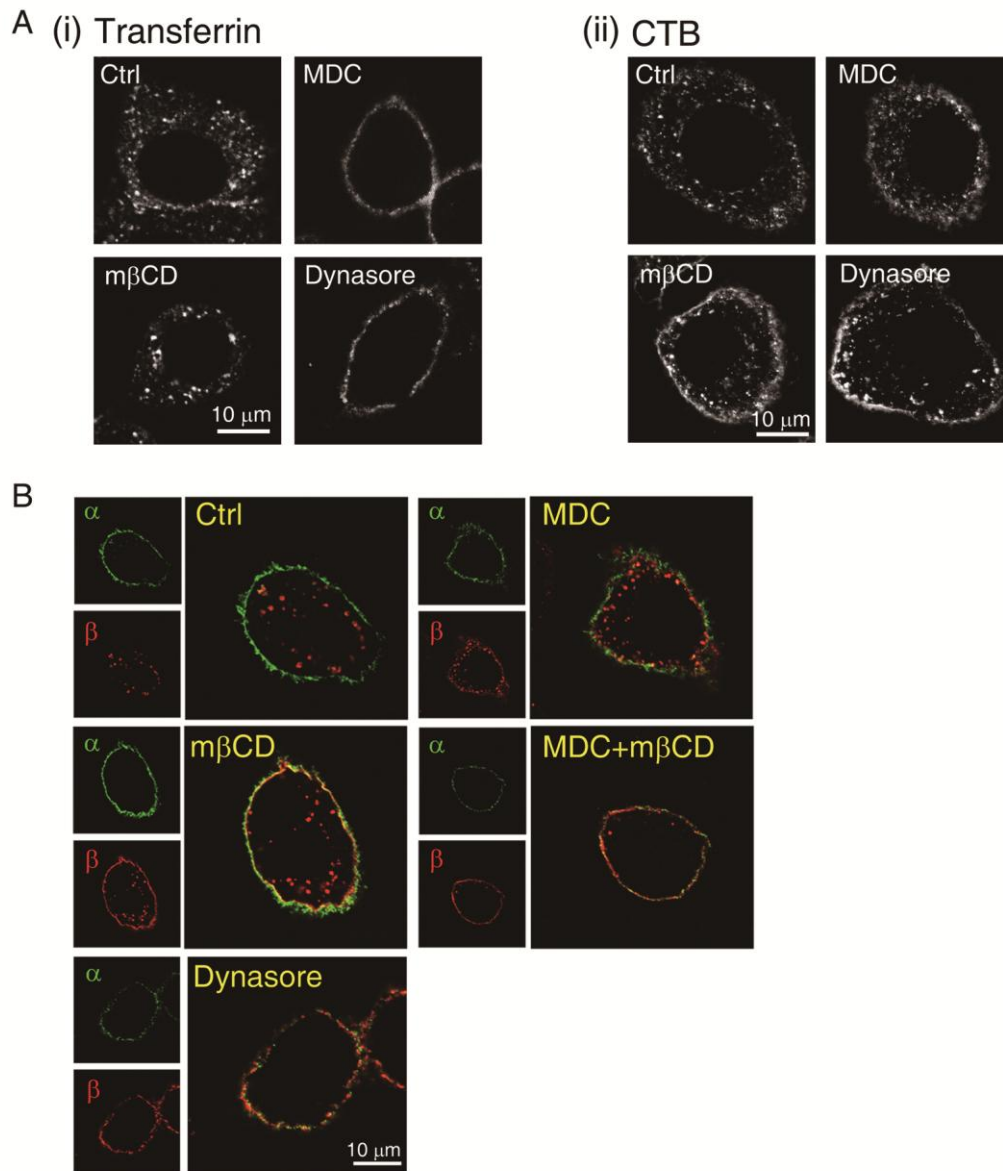 A (i) Transferrin (ii) CTB
Ctrl MDC Ctrl MDC
mβCD Dynasore mβCD Dynasore
10 μm 10 μm
B
α Ctrl α MDC
β β
α mβCD α MDC+mβCD
β β
α Dynasore
β
10 μm